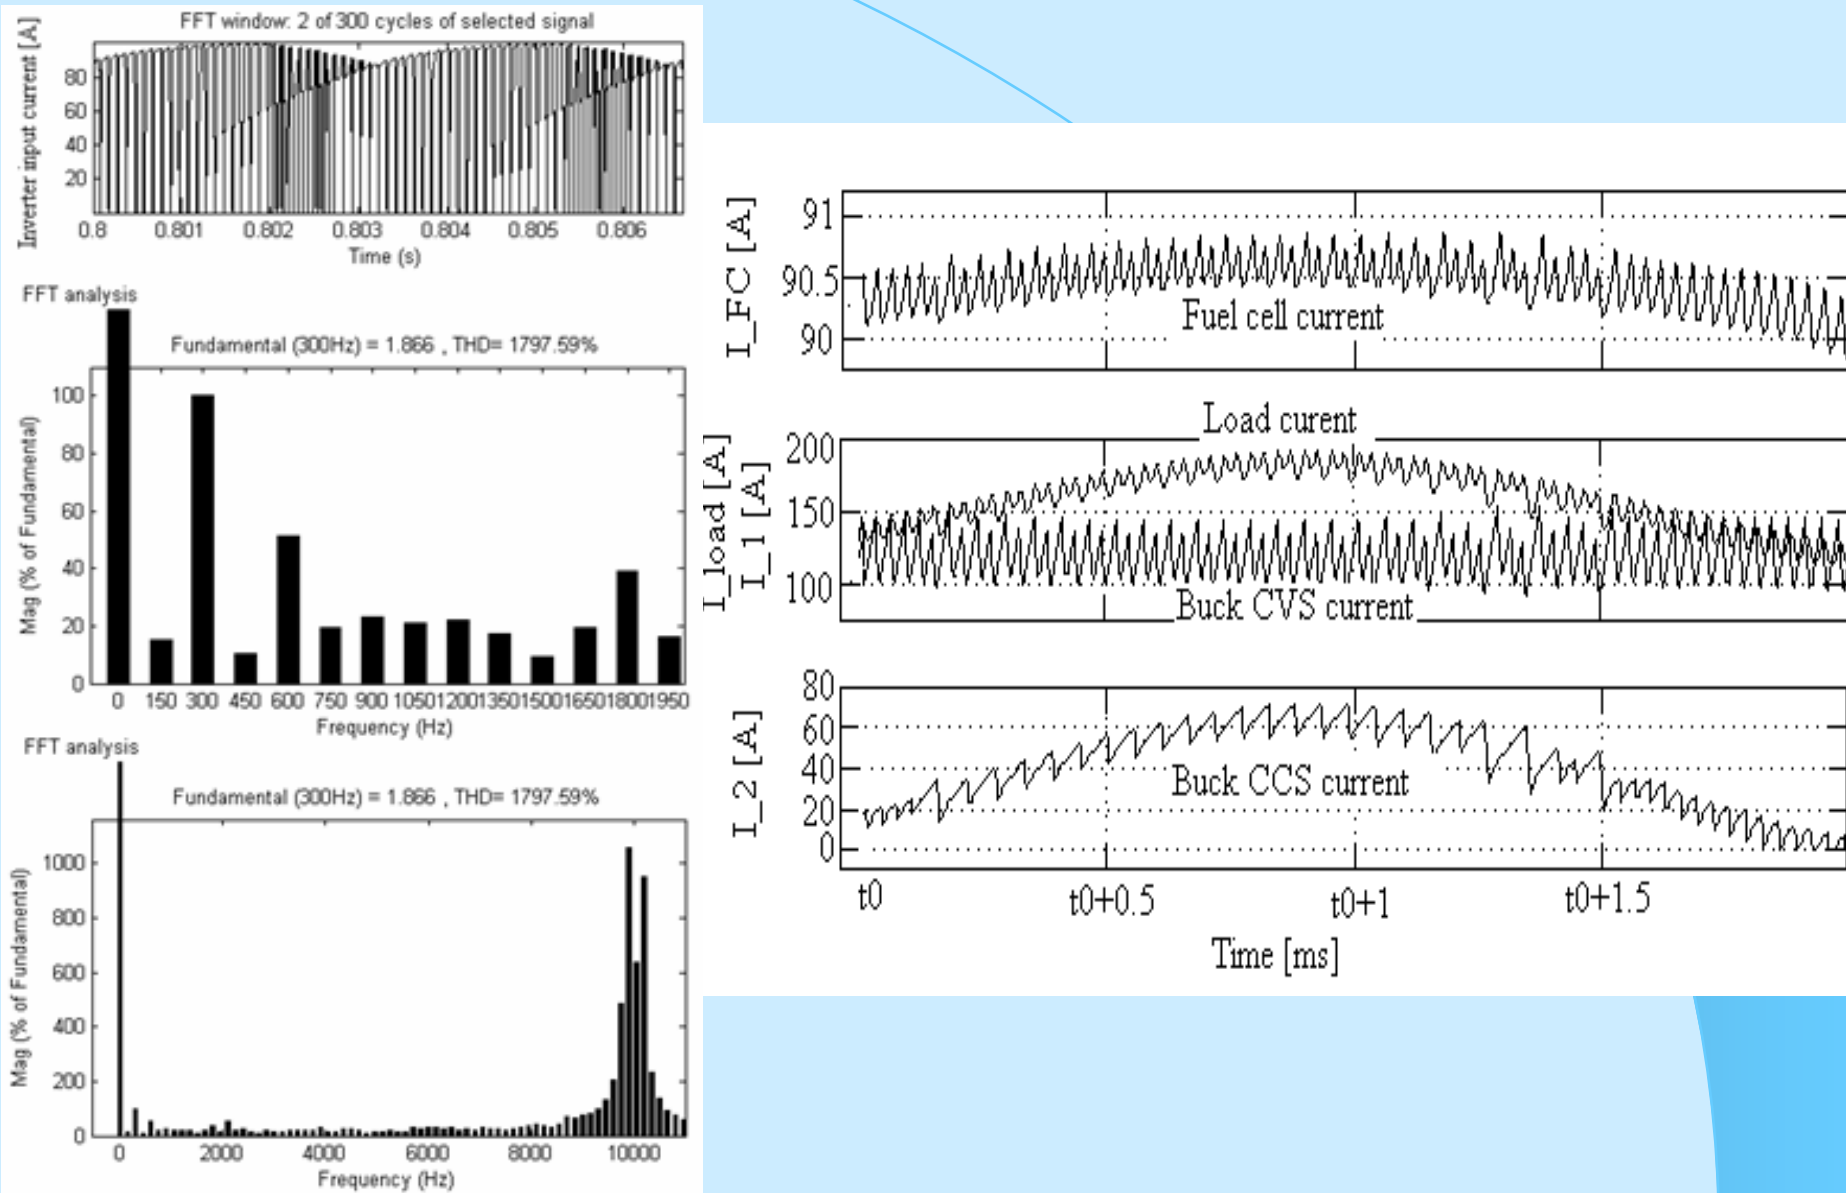 FFT window: 2 of 300 cycles of selected signal
Inverter input current [A]
80
60
40
20
0.8 0.801 0.802 0.803 0.804 0.805 0.806
Time (s)
FFT analysis
Fundamental (300Hz) = 1.866 , THD= 1797.59%
Mag (% of Fundamental)
100
80
60
40
20
0
0 150 300 450 600 750 900 1050 1200 1350 1500 1650 1800 1950
Frequency (Hz)
FFT analysis
Fundamental (300Hz) = 1.866 , THD= 1797.59%
Mag (% of Fundamental)
1000
800
600
400
200
0
0 2000 4000 6000 8000 10000
Frequency (Hz)
I_FC [A]
91
90.5
90
Fuel cell current
Load curent
I_load [A]
I_1 [A]
200
150
100
Buck CVS current
I_2 [A]
80
60
40
20
0
Buck CCS current
t0 t0+0.5 t0+1 t0+1.5
Time [ms]